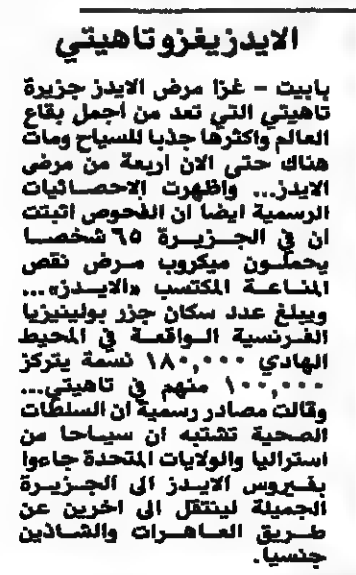 الايدز يغزو تاهيتي
بابيت - غزا مرض الايدز جزيرة
تاهيتي التي تعد من اجمل بقاع
العالم واكثرها جذبا للسياح ومات
هناك حتى الان اربعة من مرضى
الايدز... واظهرت الاحصائيات
الرسمية ايضا ان الفحوص اثبتت
ان في الجزيرة ٦٥ شخصا
يحملون ميكروب مرض نقص
المناعة المكتسب «الايدز»...
ويبلغ عدد سكان جزر بولينيزيا
الفرنسية الواقعة في المحيط
الهادي ١٨٠,٠٠٠ نسمة يتركز
١٠٠,٠٠٠ منهم في تاهيتي...
وقالت مصادر رسمية ان السلطات
الصحية تشتبه ان سياحا من
استراليا والولايات المتحدة جاءوا
بفيروس الايدز الى الجزيرة
الجميلة لينتقل الى اخرين عن
طريق العاهرات والشاذين
جنسيا.